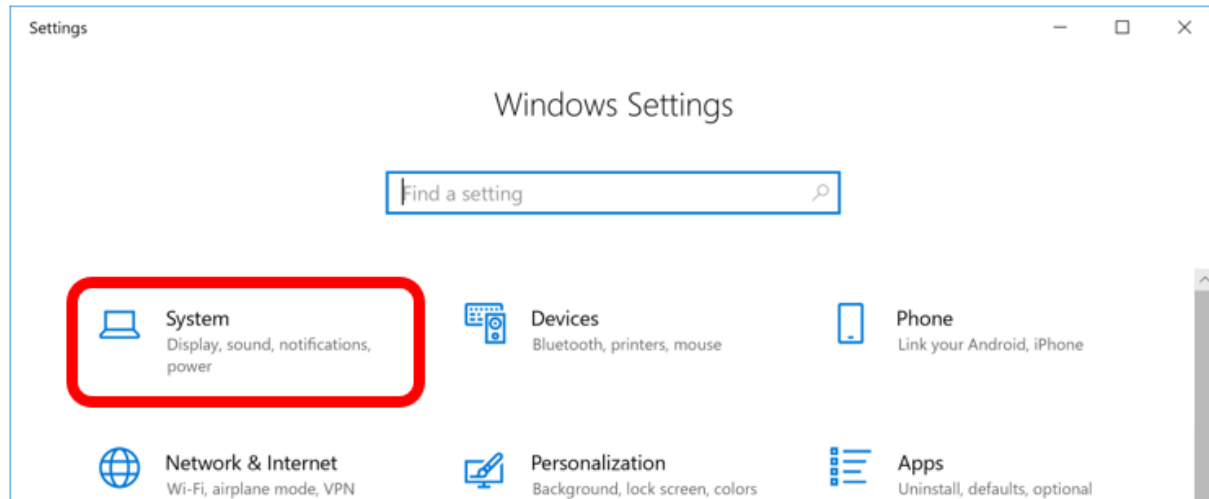 Settings
Windows Settings
Find a setting
System
Display, sound, notifications,
power
Devices
Bluetooth, printers, mouse
Phone
Link your Android, iPhone
Network & Internet
Wi-Fi, airplane mode, VPN
Personalization
Background, lock screen, colors
Apps
Uninstall, defaults, optional